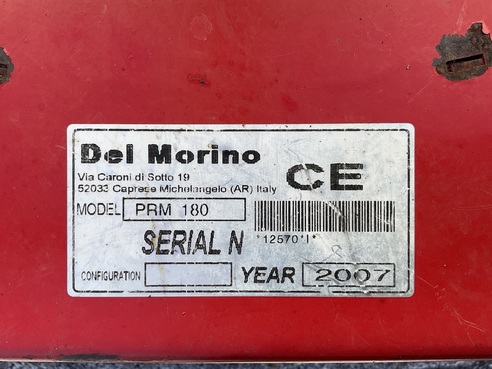 Del Morino
CE
Via Caroni di Sotto 19
52033 Caprese Michelangelo (AR) Italy
MODEL PRM 180
SERIAL N
CONFIGURATION
YEAR 2007